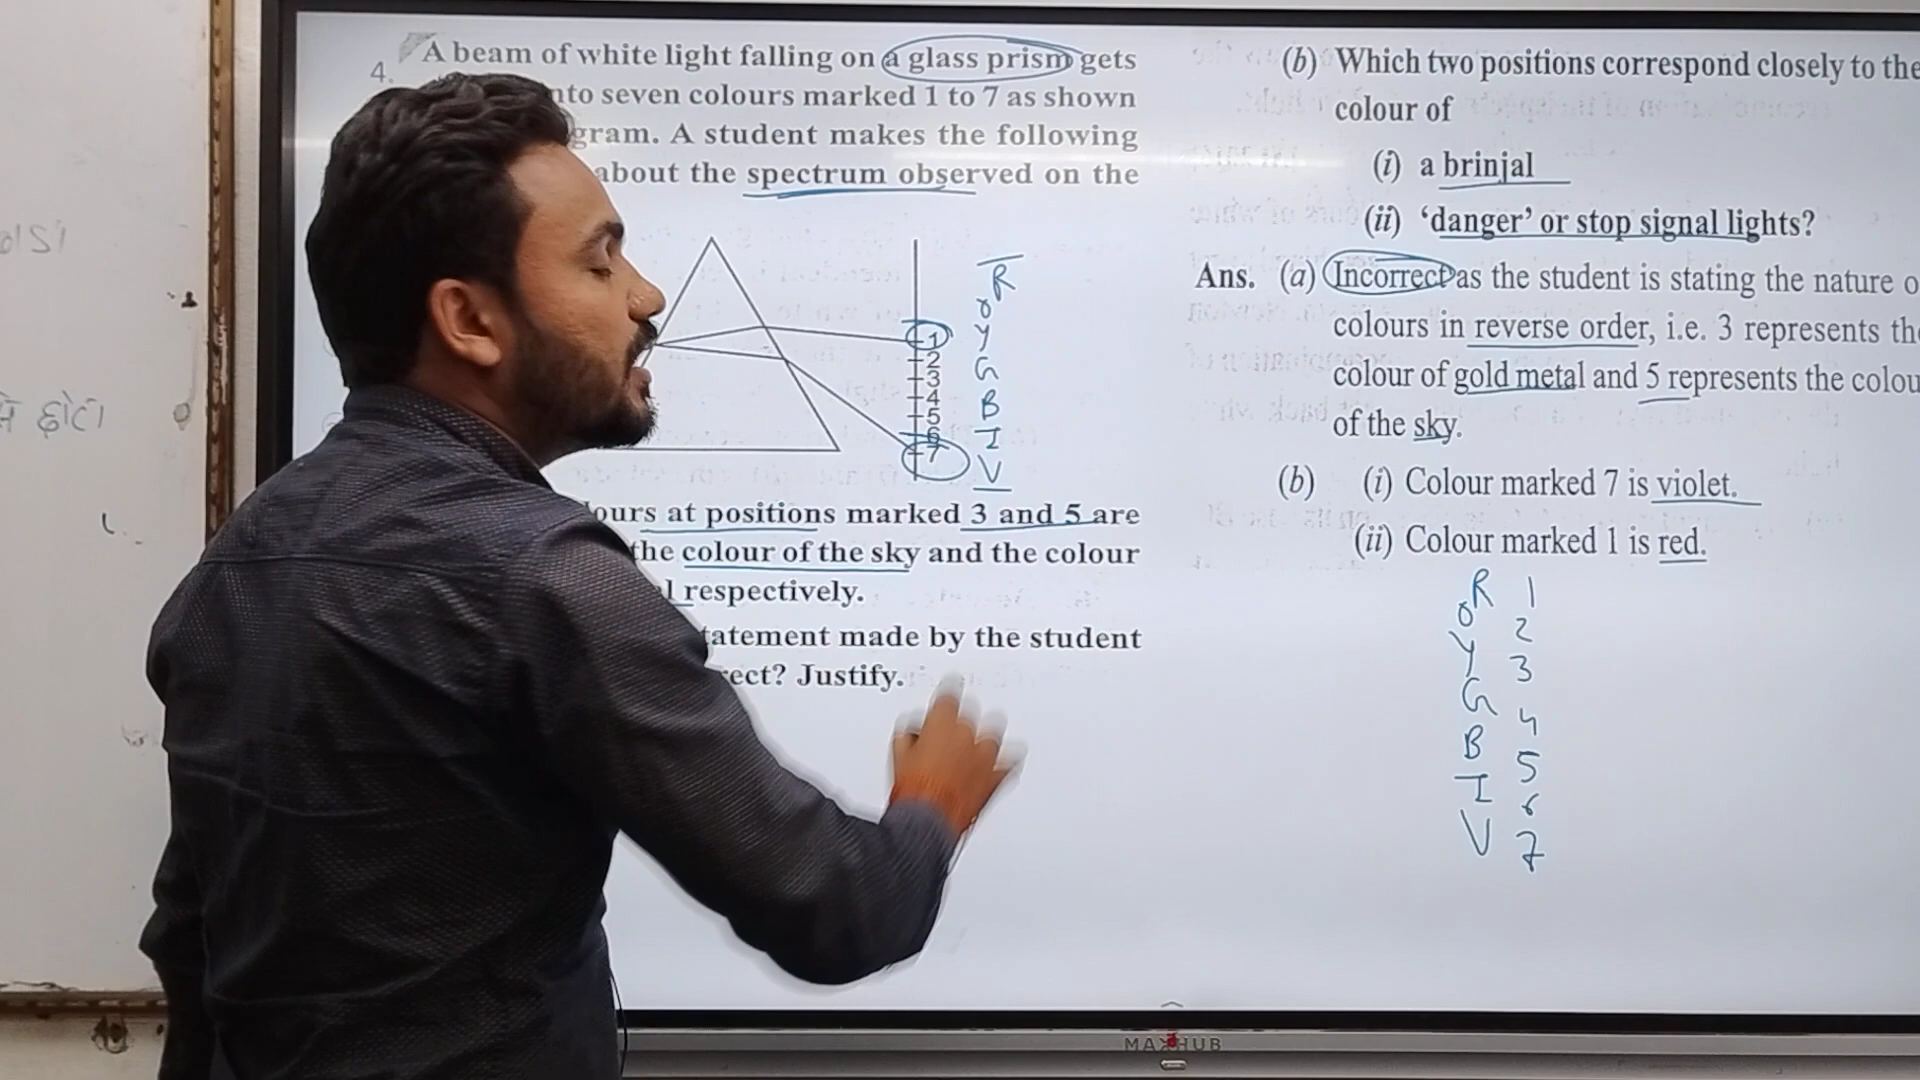 4. A beam of white light falling on a glass prism gets
into seven colours marked 1 to 7 as shown
gram. A student makes the following
about the spectrum observed on the
1
2
3
4
5
6
7
R
O
Y
G
B
I
V
ours at positions marked 3 and 5 are
the colour of the sky and the colour
l respectively.
tatement made by the student
ect? Justify.
(b) Which two positions correspond closely to the
colour of
(i) a brinjal
(ii) ‘danger’ or stop signal lights?
Ans. (a) Incorrect as the student is stating the nature o
colours in reverse order, i.e. 3 represents the
colour of gold metal and 5 represents the colou
of the sky.
(b) (i) Colour marked 7 is violet.
(ii) Colour marked 1 is red.
R 1
O 2
Y 3
G 4
B 5
I 6
V 7
MAXHUB